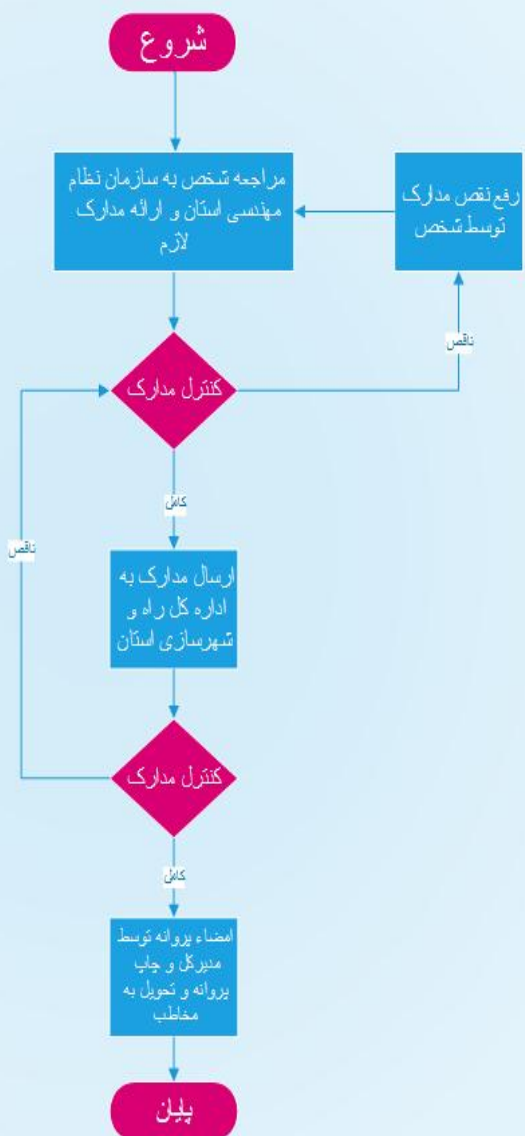 شروع
مراجعه شخص به سازمان نظام
مهندسی استان و ارائه مدارک
لازم
رفع نقص مدارک
توسط شخص
ناقص
کنترل مدارک
کامل
ناقص
ارسال مدارک به
اداره کل راه و
شهرسازی استان
کنترل مدارک
کامل
امضاء پروانه توسط
مدیرکل و چاپ
پروانه و تحویل به
مخاطب
پایان